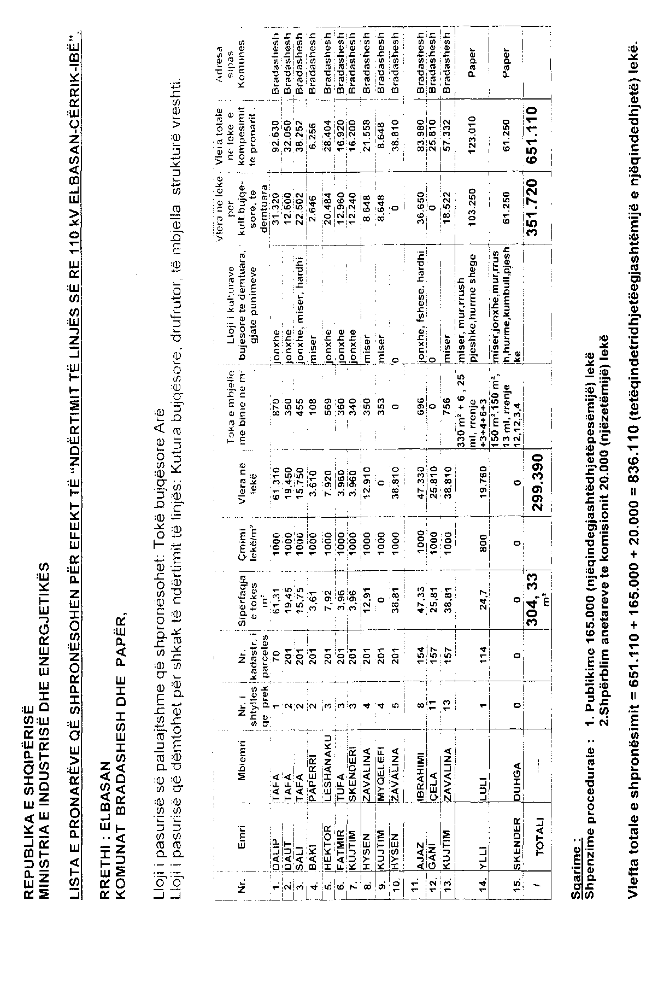 REPUBLIKA E SHQIPËRISË
MINISTRIA E INDUSTRISË DHE ENERGJETIKËS
LISTA E PRONARËVE QË SHPRONËSOHEN PËR EFEKT TË "NDËRTIMIT TË LINJËS SË RE 110 kV ELBASAN-CËRRIK-IBË".
RRETHI : ELBASAN
KOMUNAT BRADASHESH DHE PAPËR,
Lloji i pasurisë së paluajtshme që shpronësohet: Tokë bujqësore Arë
Lloji i pasurisë që dëmtohet për shkak të ndërtimit të linjës: Kutura bujqësore, drufrutor, të mbjella, strukturë vreshti.
Nr. Emri Mbiemri Nr. i shtylles qe prek Nr. kadastr. i parceles Sipërfaqja e tokes m² Çmimi lekë/m² Vlera në lekë Toka e mbjelle me bime ne m² Lloji i kulturave bujesore te demtuara, gjate punimeve Vlera ne leke per kult.bujqe-sore, te demtuara Vlera totale ne leke e kompesimit te pronarit . Adresa sipas Komunes
1. DALIP TAFA 1 70 61,31 1000 61.310 870 jonxhe 31.320 92.630 Bradashesh
2. DAUT TAFA 2 201 19,45 1000 19.450 350 jonxhe 12.600 32.050 Bradashesh
3. SALI TAFA 2 201 15,75 1000 15.750 455 jonxhe, miser, hardhi 22.502 38.252 Bradashesh
4. BAKI PAPERRI 2 201 3,61 1000 3.610 108 miser 2.646 6.256 Bradashesh
5. HEKTOR LESHANAKU 3 201 7,92 1000 7.920 569 jonxhe 20.484 28.404 Bradashesh
6. FATMIR TUFA 3 201 3,96 1000 3.960 360 jonxhe 12.960 16.920 Bradashesh
7. KUJTIM SKENDERI 3 201 3,96 1000 3.960 340 jonxhe 12.240 16.200 Bradashesh
8. HYSEN ZAVALINA 4 201 12,91 1000 12.910 350 miser 8.648 21.558 Bradashesh
9. KUJTIM MYQELEFI 4 201 0 1000 0 353 miser 8.648 8.648 Bradashesh
10. HYSEN ZAVALINA 5 201 38,81 1000 38.810 0 0 0 38.810 Bradashesh
11. AJAZ IBRAHIMI 8 154 47,33 1000 47.330 696 jonxhe, fshese, hardhi 36.650 83.980 Bradashesh
12. GANI ÇELA 11 157 25,81 1000 25.810 0 0 0 25.810 Bradashesh
13. KUJTIM ZAVALINA 13 157 38,81 1000 38.810 756 miser 18.522 57.332 Bradashesh
14. YLLI LULI 1 114 24,7 800 19.760 330 m² + 6 , 25 ml, rrenje +3+4+6+3 miser, mur,rrush pjeshke,hurme shege 103.250 123.010 Paper
15. SKENDER DUHGA 0 0 0 0 0 150 m²,150 m², 13 ml, rrenje 12,12,3,4 miser,jonxhe,mur,rrus h,hurme,kumbull,pjesh ke 61.250 61.250 Paper
/ TOTALI --- 304, 33 m² 299.390 351.720 651.110
Sqarime :
Shpenzime procedurale : 1. Publikime 165.000 (njëqindegjashtëdhjetëpesëmijë) lekë
2.Shpërblim anetareve te komisionit 20.000 (njëzetëmijë) lekë
Vlefta totale e shpronësimit = 651.110 + 165.000 + 20.000 = 836.110 (tetëqindetridhjetëegjashtëmijë e njëqindedhjetë) lekë.